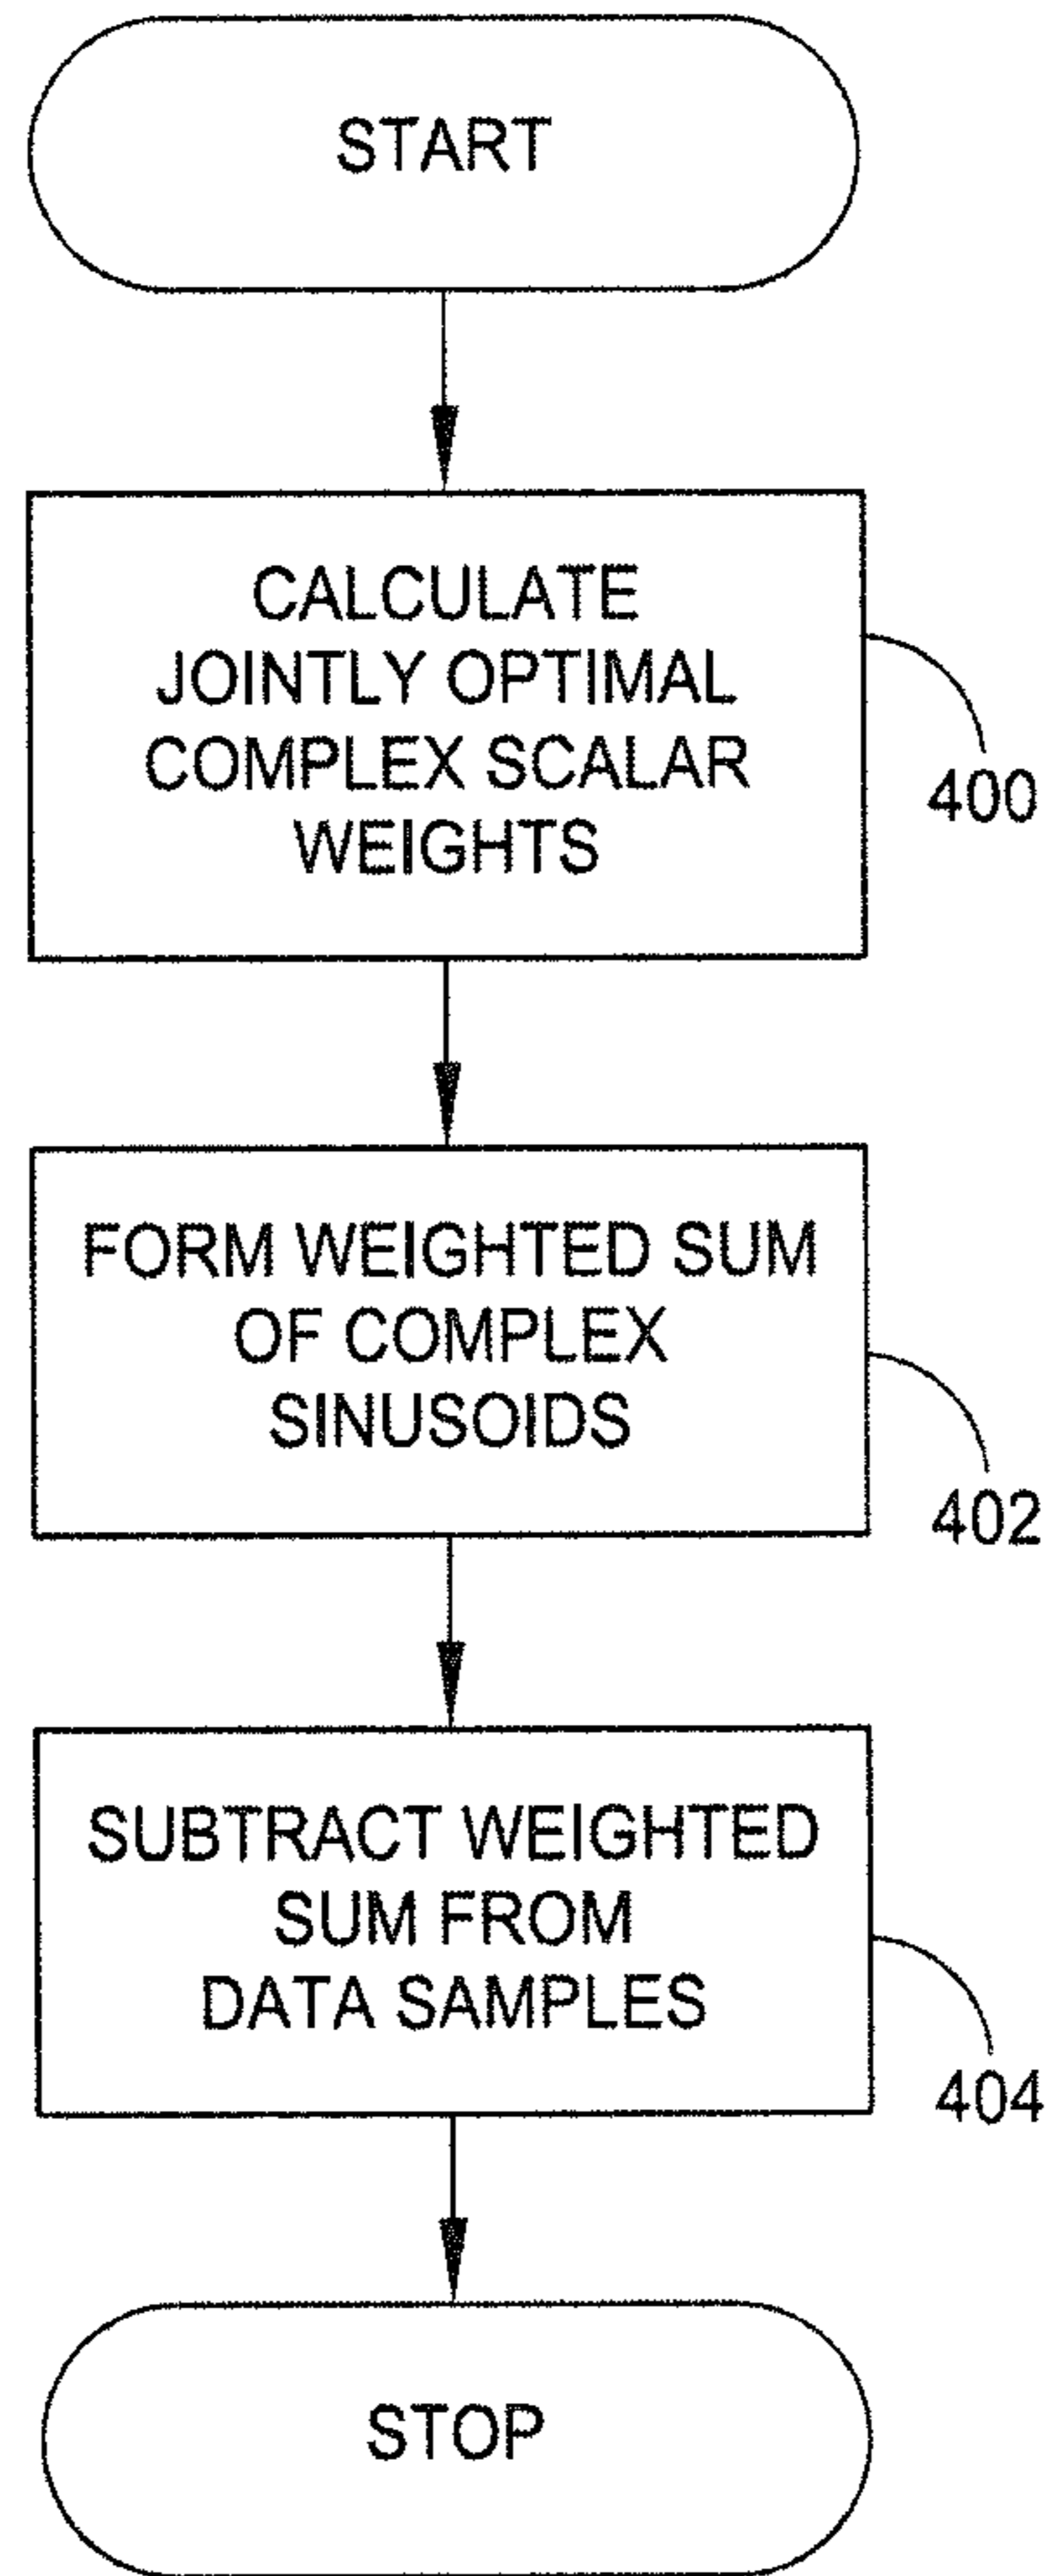 START
CALCULATE
JOINTLY OPTIMAL
COMPLEX SCALAR
WEIGHTS
400
FORM WEIGHTED SUM
OF COMPLEX
SINUSOIDS
402
SUBTRACT WEIGHTED
SUM FROM
DATA SAMPLES
404
STOP